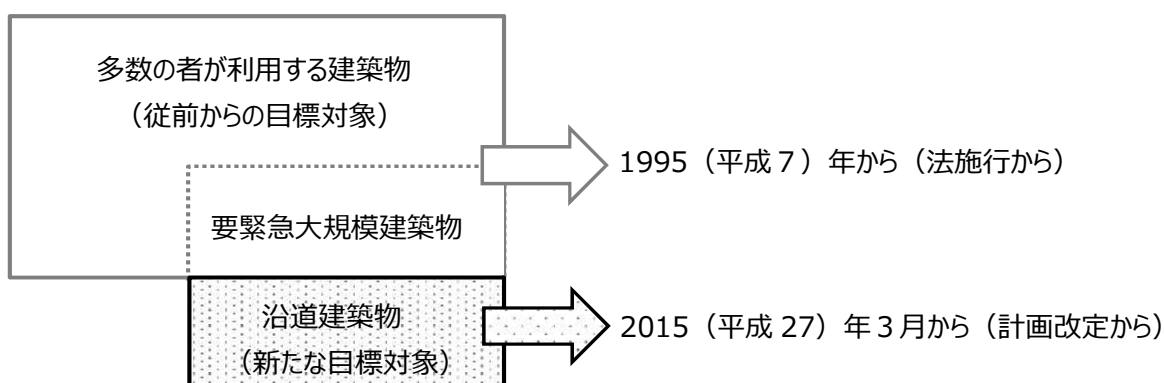 多数の者が利用する建築物
（従前からの目標対象）
1995（平成７）年から（法施行から）
要緊急大規模建築物
沿道建築物
（新たな目標対象）
2015（平成 27）年３月から（計画改定から）